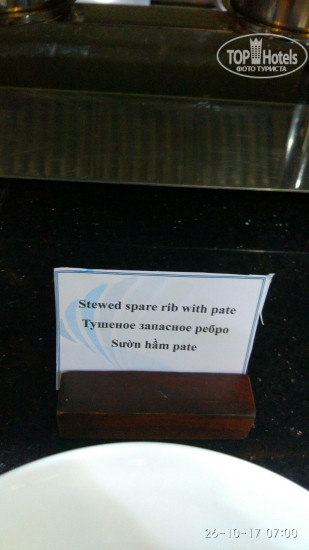 TOP Hotels
ФОТО ТУРИСТА
Stewed spare rib with pate
Тушеное запасное ребро
Sườn hầm pate
26-10-17 07:00